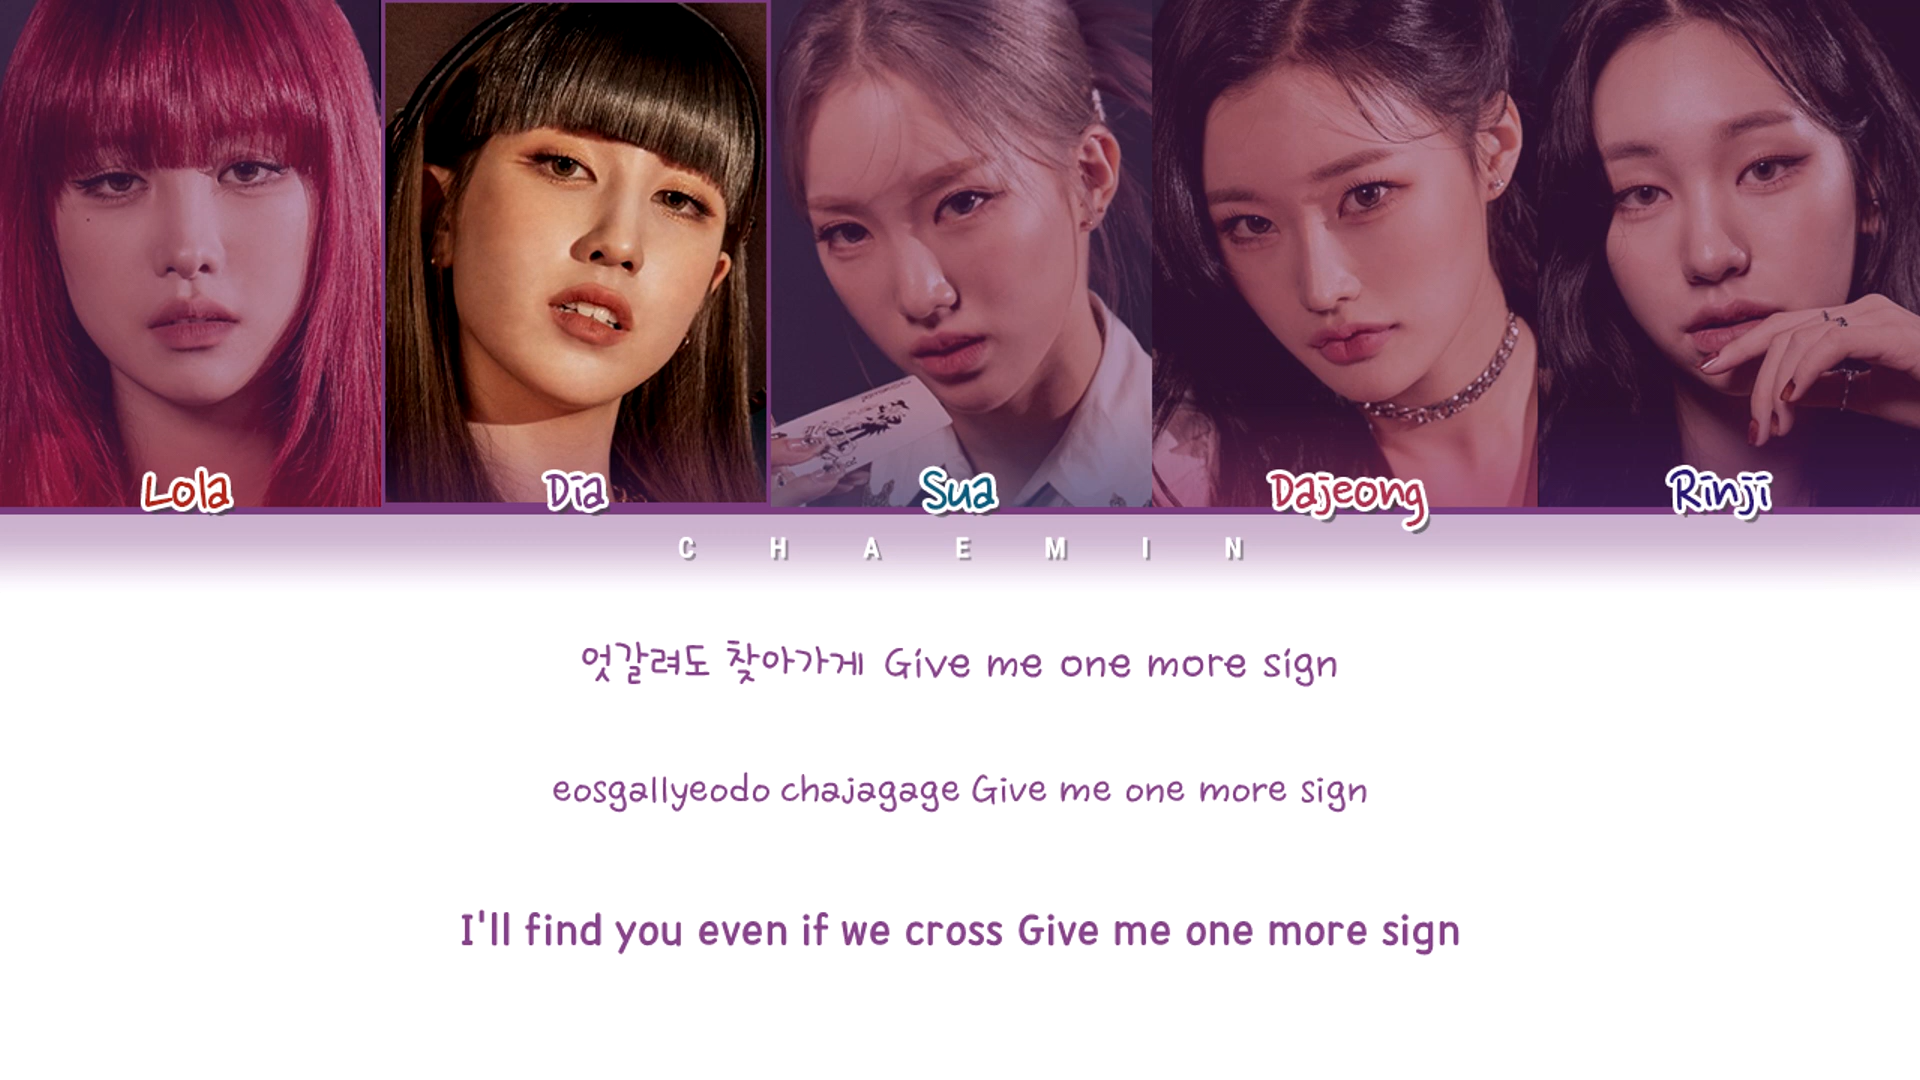 Lola Dia Sua Dajeong Rinji
CHAEMIN
엇갈려도 찾아가게 Give me one more sign
eosgallyeodo chajagage Give me one more sign
I'll find you even if we cross Give me one more sign